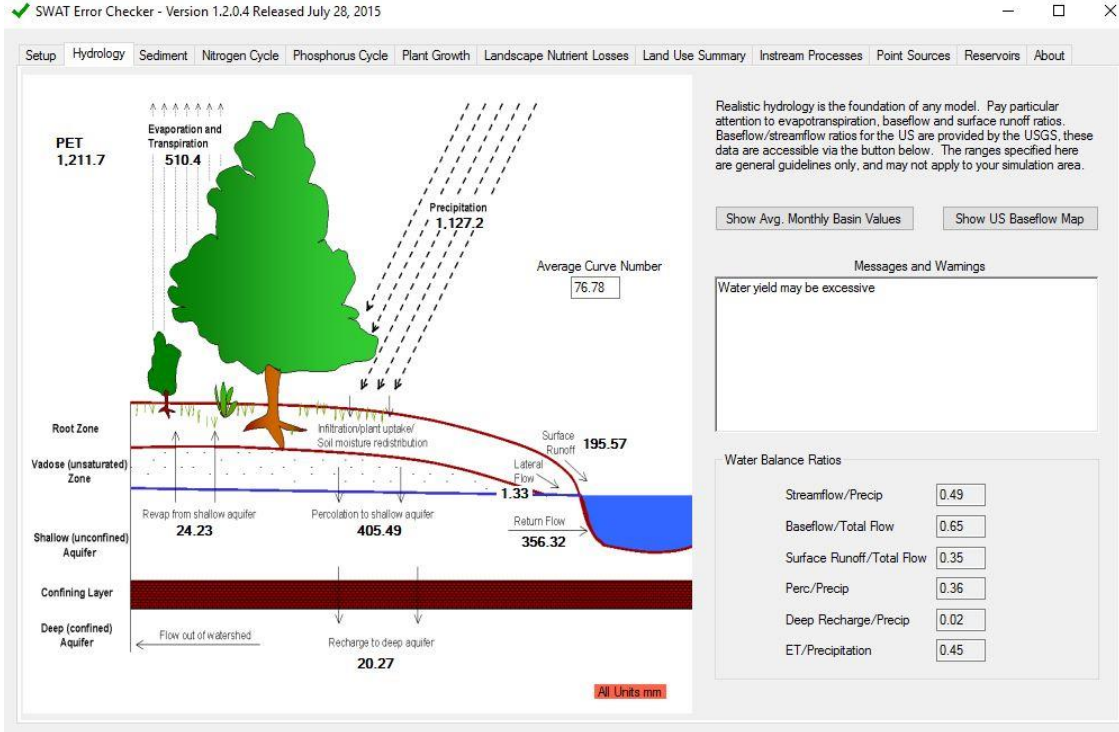 SWAT Error Checker - Version 1.2.0.4 Released July 28, 2015
Setup Hydrology Sediment Nitrogen Cycle Phosphorus Cycle Plant Growth Landscape Nutrient Losses Land Use Summary Instream Processes Point Sources Reservoirs About
PET
1,211.7
Evaporation and
Transpiration
510.4
Precipitation
1,127.2
Average Curve Number
76.78
Root Zone
Infiltration/plant uptake/
Soil moisture redistribution
Surface
Runoff
195.57
Vadose (unsaturated)
Zone
Lateral
Flow
1.33
Revap from shallow aquifer
24.23
Percolation to shallow aquifer
405.49
Return Flow
356.32
Shallow (unconfined)
Aquifer
Confining Layer
Deep (confined)
Aquifer
Flow out of watershed
Recharge to deep aquifer
20.27
All Units mm
Realistic hydrology is the foundation of any model. Pay particular
attention to evapotranspiration, baseflow and surface runoff ratios.
Baseflow/streamflow ratios for the US are provided by the USGS, these
data are accessible via the button below. The ranges specified here
are general guidelines only, and may not apply to your simulation area.
Show Avg. Monthly Basin Values
Show US Baseflow Map
Messages and Warnings
Water yield may be excessive
Water Balance Ratios
Streamflow/Precip 0.49
Baseflow/Total Flow 0.65
Surface Runoff/Total Flow 0.35
Perc/Precip 0.36
Deep Recharge/Precip 0.02
ET/Precipitation 0.45